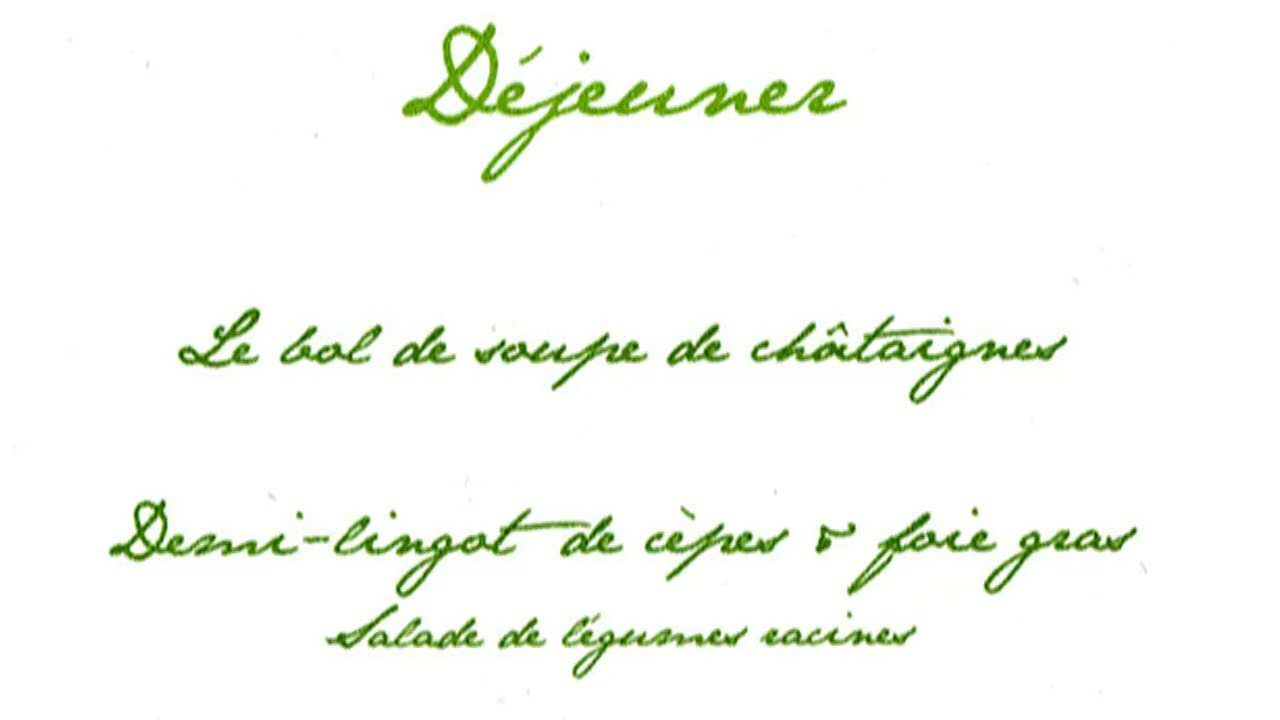 Déjeuner
Le bol de soupe de châtaignes
Demi-lingot de cèpes & foie gras
Salade de légumes racines